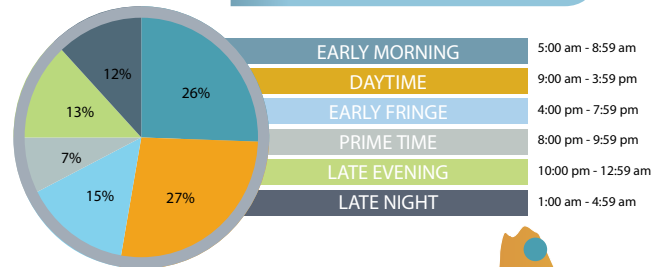 12%
26%
13%
7%
15%
27%
EARLY MORNING 5:00 am - 8:59 am
DAYTIME 9:00 am - 3:59 pm
EARLY FRINGE 4:00 pm - 7:59 pm
PRIME TIME 8:00 pm - 9:59 pm
LATE EVENING 10:00 pm - 12:59 am
LATE NIGHT 1:00 am - 4:59 am